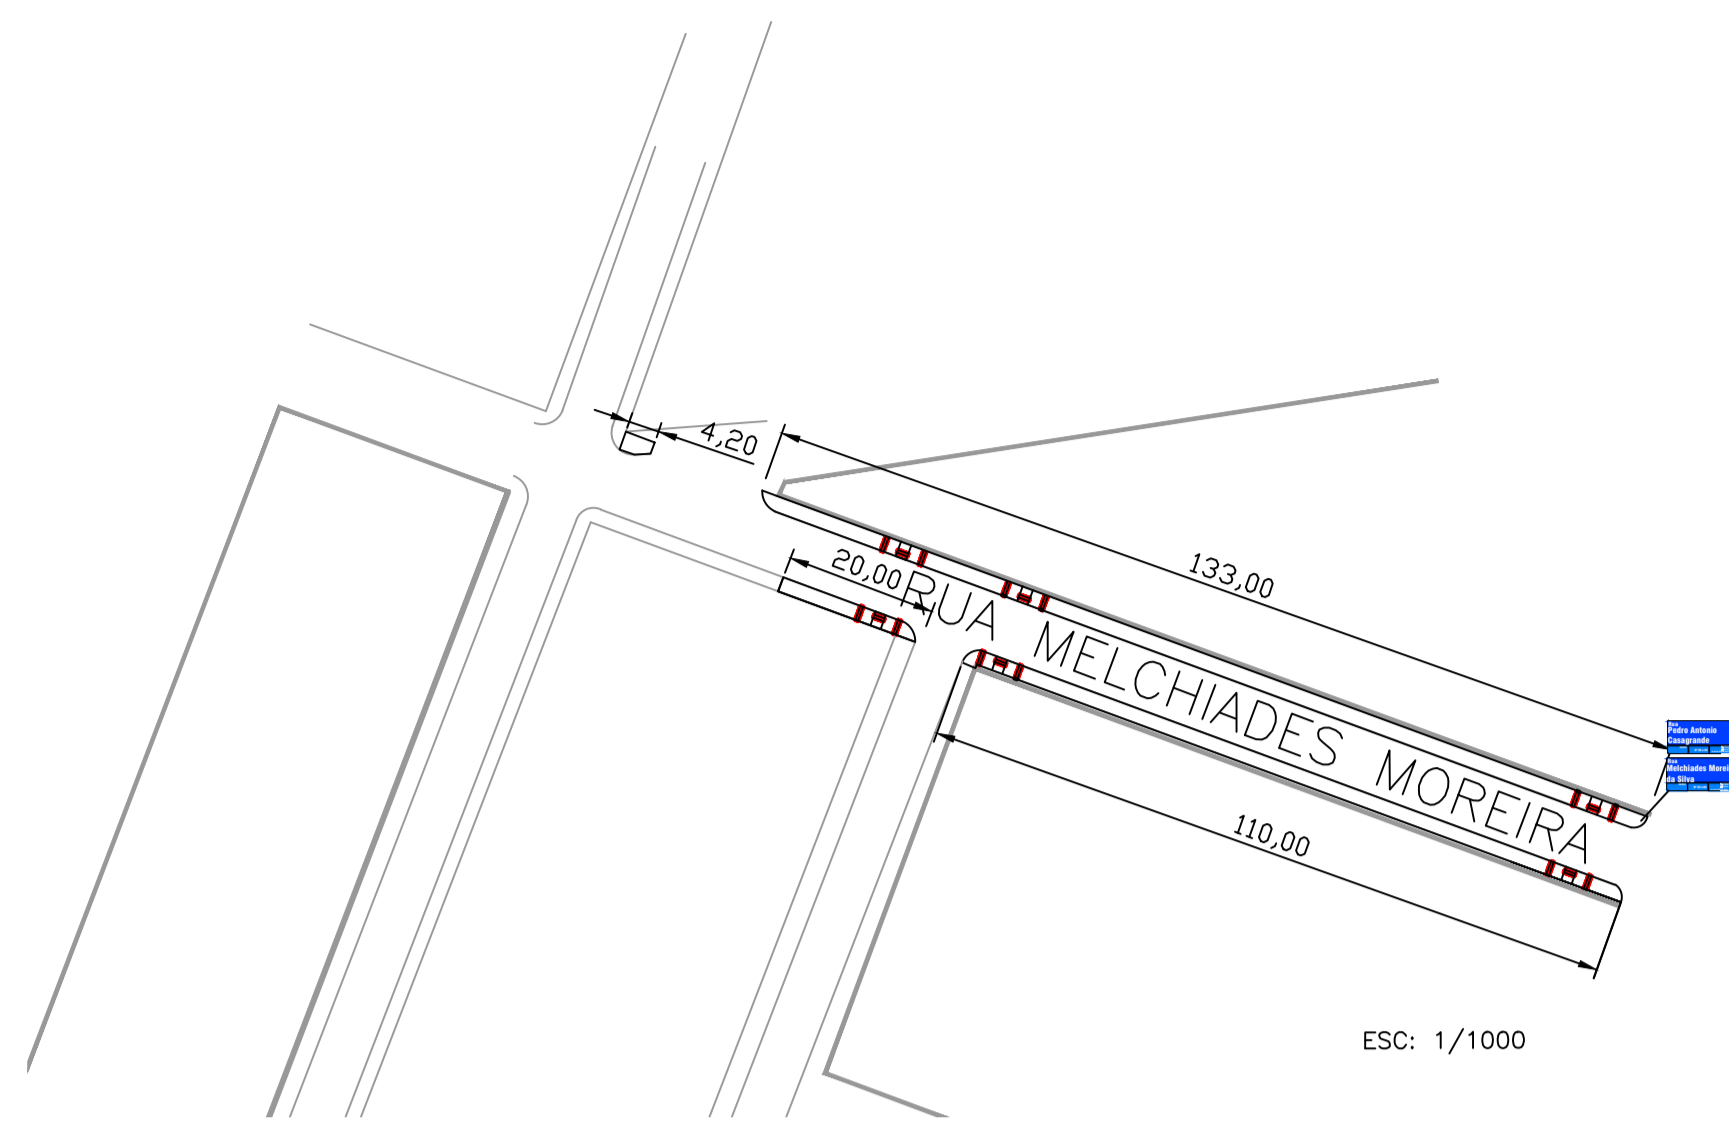 4,20
133,00
20,00
RUA MELCHIADES MOREIRA
Rua
Pedro Antonio
Casagrande
Rua
Melchiades Morei
da Silva
110,00
ESC: 1/1000